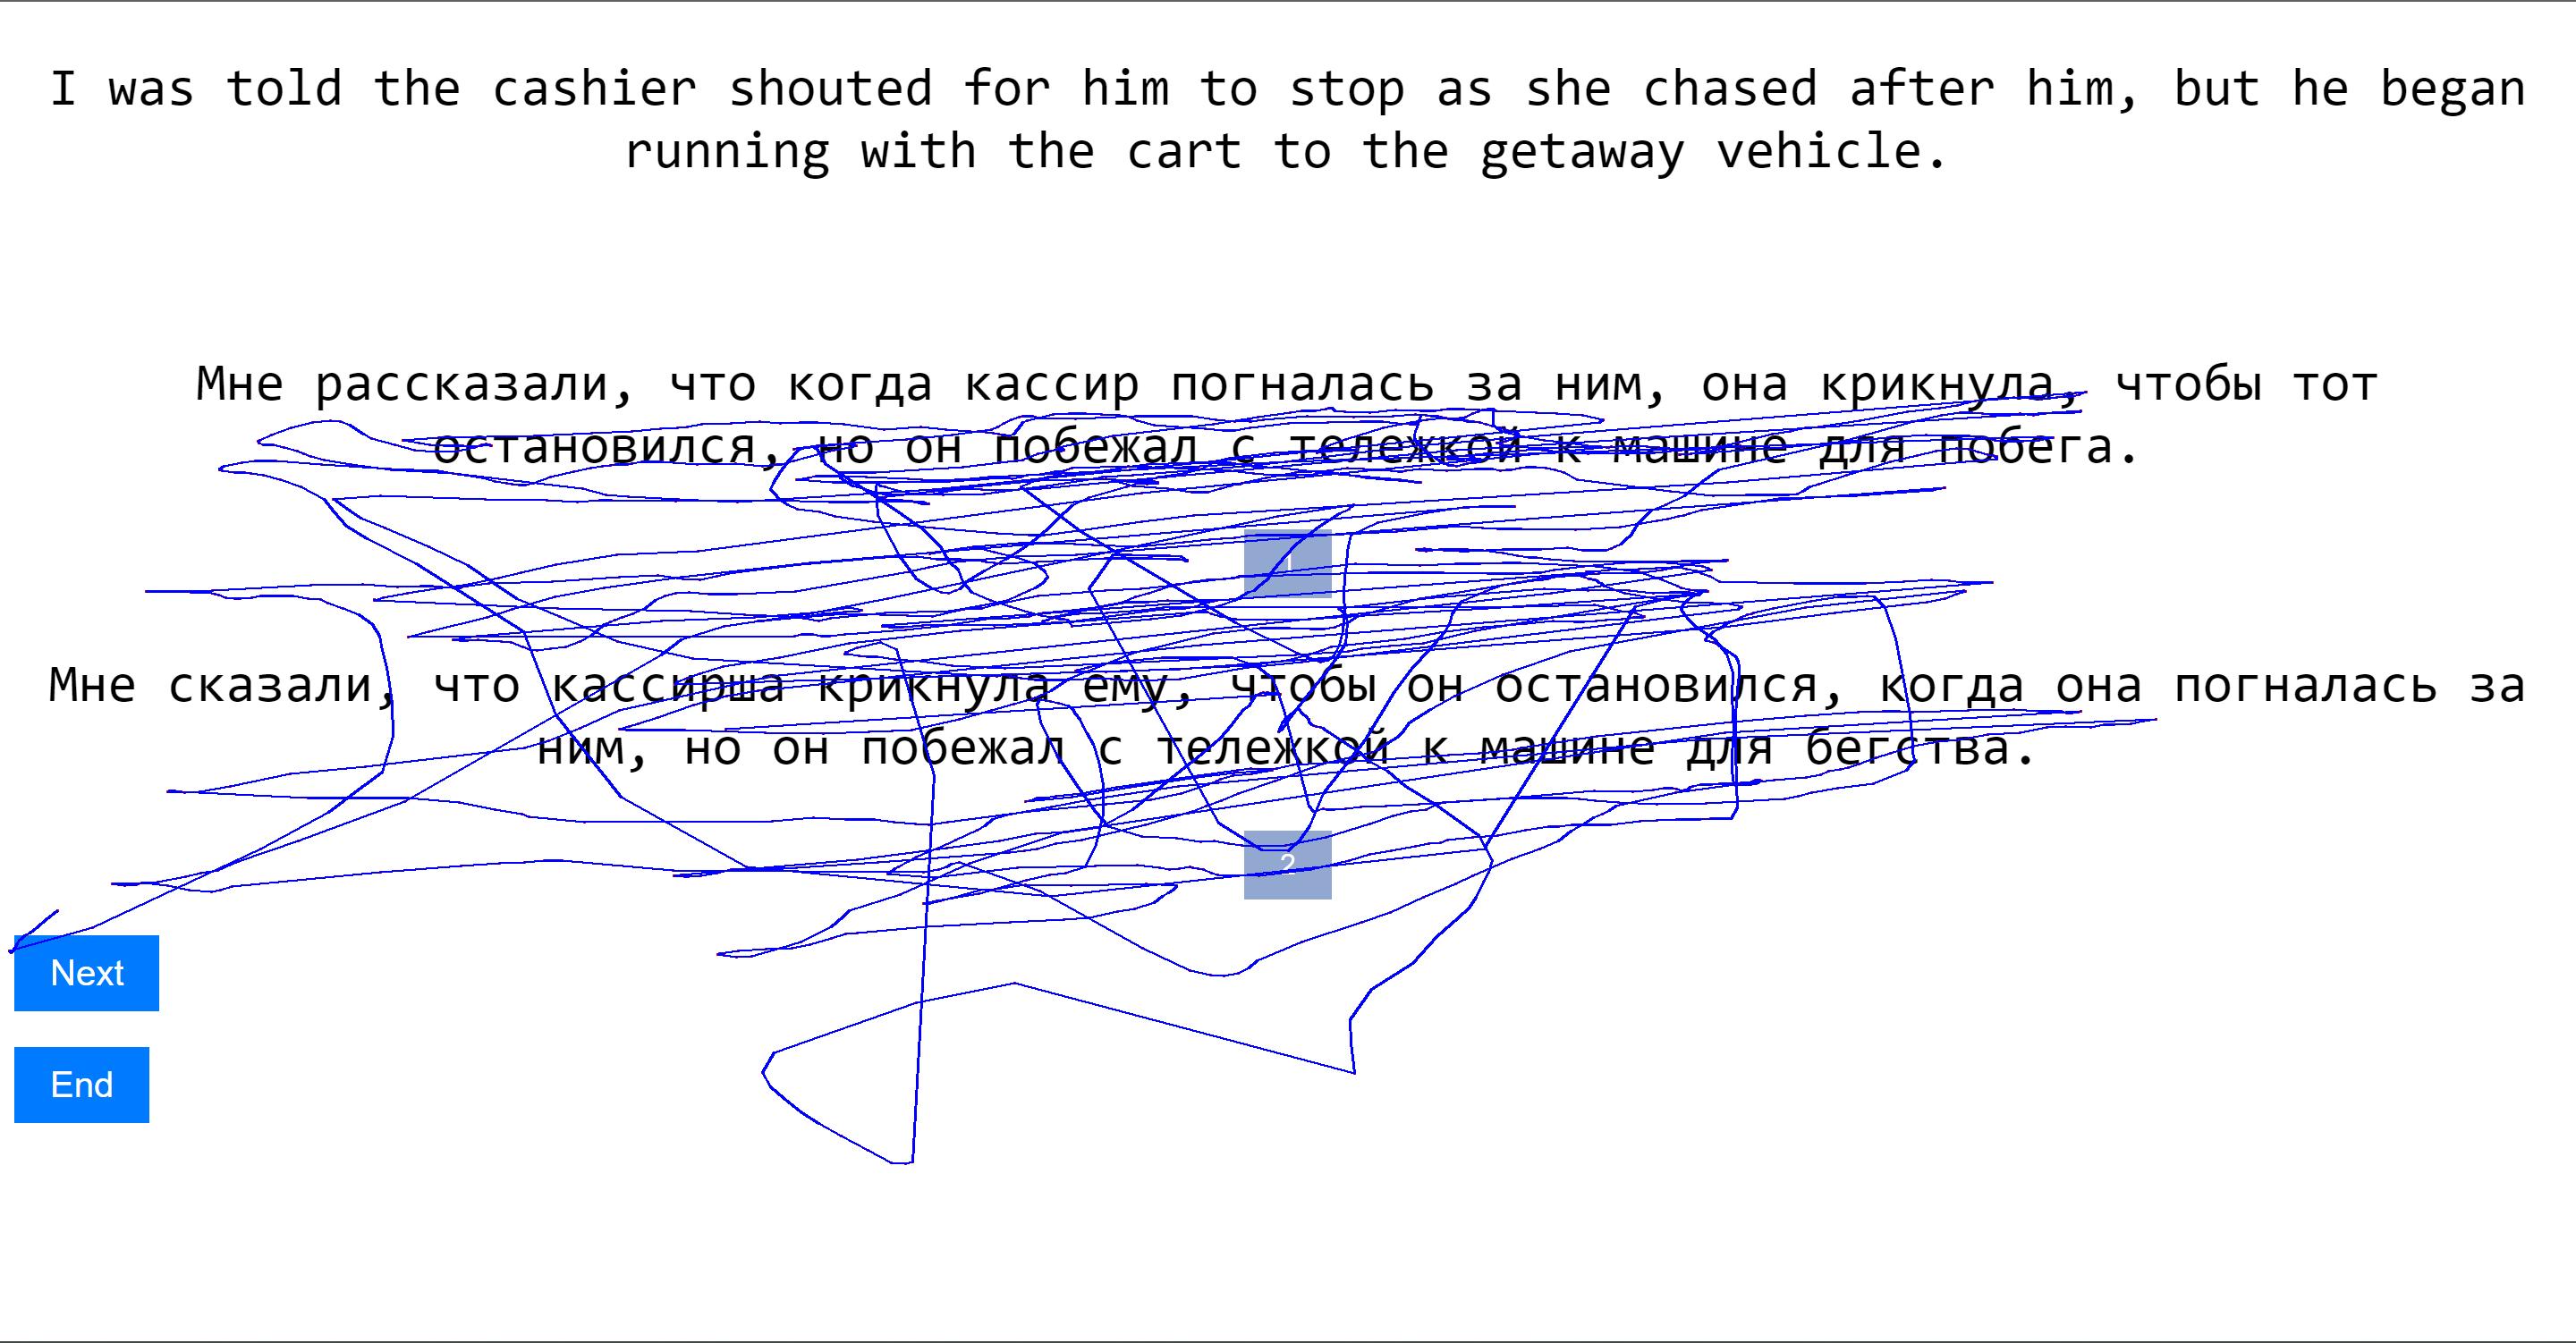 I was told the cashier shouted for him to stop as she chased after him, but he began
running with the cart to the getaway vehicle.
Мне рассказали, что когда кассир погналась за ним, она крикнула, чтобы тот
остановился, но он побежал с тележкой к машине для побега.
1
Мне сказали, что кассирша крикнула ему, чтобы он остановился, когда она погналась за
ним, но он побежал с тележкой к машине для бегства.
2
Next
End